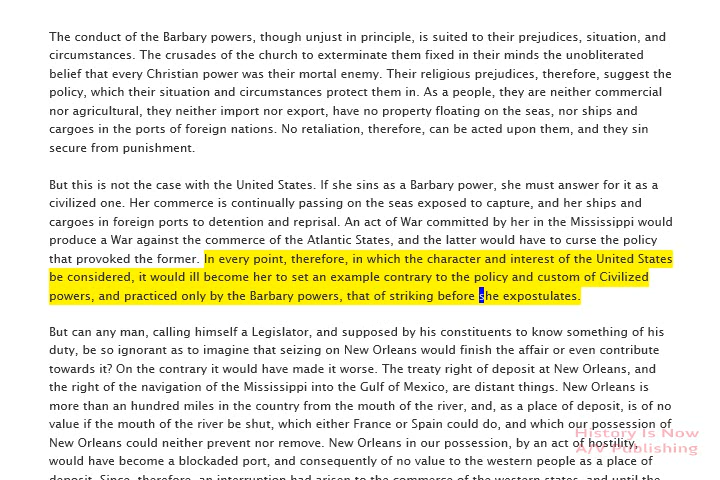 The conduct of the Barbary powers, though unjust in principle, is suited to their prejudices, situation, and
circumstances. The crusades of the church to exterminate them fixed in their minds the unobliterated
belief that every Christian power was their mortal enemy. Their religious prejudices, therefore, suggest the
policy, which their situation and circumstances protect them in. As a people, they are neither commercial
nor agricultural, they neither import nor export, have no property floating on the seas, nor ships and
cargoes in the ports of foreign nations. No retaliation, therefore, can be acted upon them, and they sin
secure from punishment.
But this is not the case with the United States. If she sins as a Barbary power, she must answer for it as a
civilized one. Her commerce is continually passing on the seas exposed to capture, and her ships and
cargoes in foreign ports to detention and reprisal. An act of War committed by her in the Mississippi would
produce a War against the commerce of the Atlantic States, and the latter would have to curse the policy
that provoked the former. In every point, therefore, in which the character and interest of the United States
be considered, it would ill become her to set an example contrary to the policy and custom of Civilized
powers, and practiced only by the Barbary powers, that of striking before she expostulates.
But can any man, calling himself a Legislator, and supposed by his constituents to know something of his
duty, be so ignorant as to imagine that seizing on New Orleans would finish the affair or even contribute
towards it? On the contrary it would have made it worse. The treaty right of deposit at New Orleans, and
the right of the navigation of the Mississippi into the Gulf of Mexico, are distant things. New Orleans is
more than an hundred miles in the country from the mouth of the river, and, as a place of deposit, is of no
value if the mouth of the river be shut, which either France or Spain could do, and which our possession of
New Orleans could neither prevent nor remove. New Orleans in our possession, by an act of hostility,
would have become a blockaded port, and consequently of no value to the western people as a place of
deposit. Since, therefore, an interruption had arisen to the commerce of the western states, and until the
History Is Now
A/V Publishing